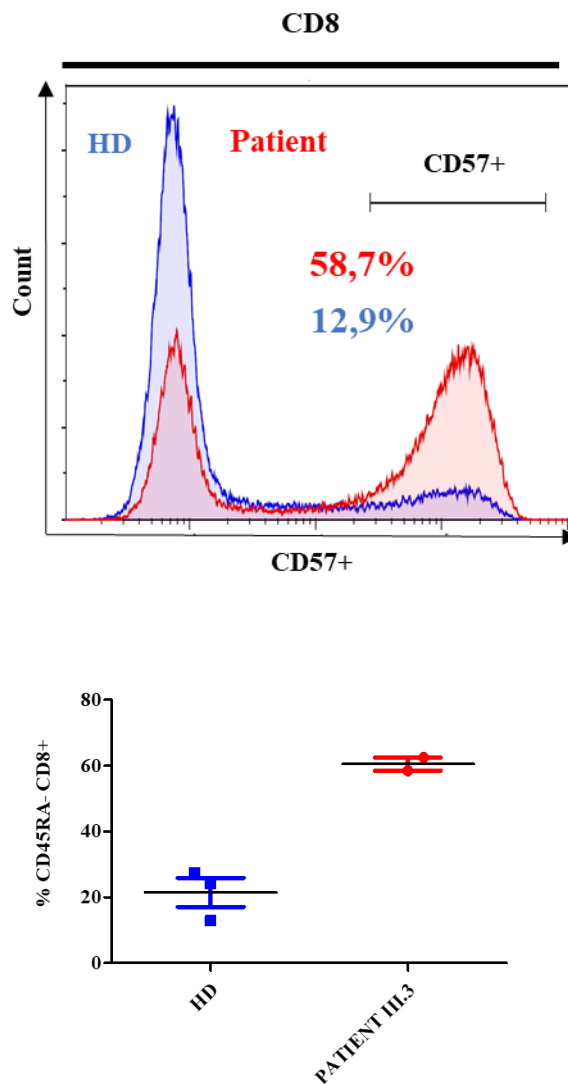 CD8
HD
Patient
CD57+
58,7%
12,9%
Count
CD57+
80
60
40
20
0
% CD45RA- CD8+
HD
PATIENT III.3